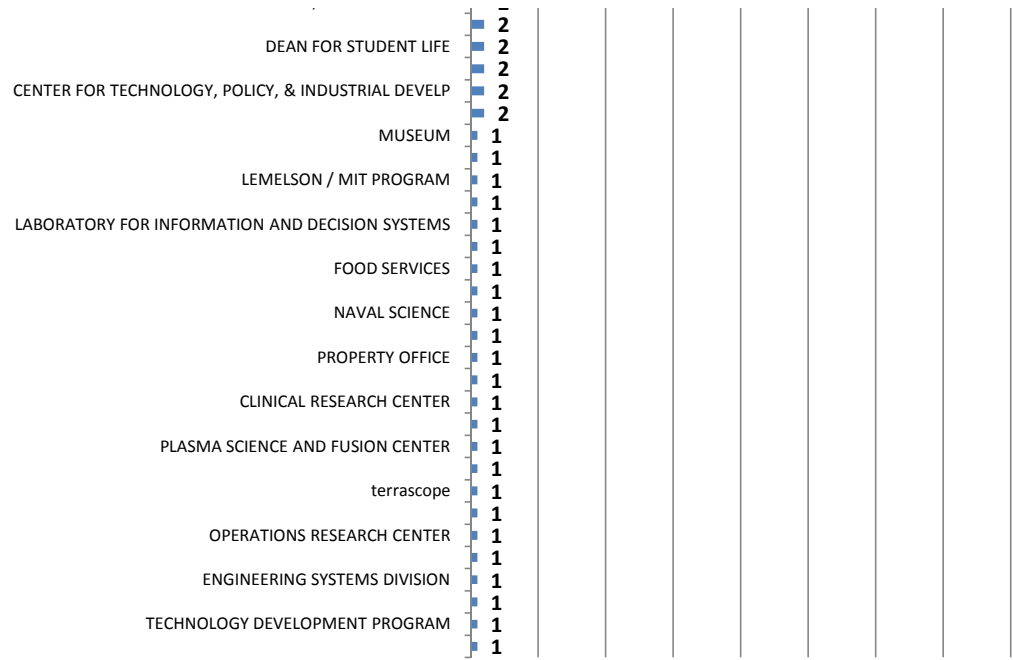 2
DEAN FOR STUDENT LIFE 2
2
CENTER FOR TECHNOLOGY, POLICY, & INDUSTRIAL DEVELP 2
2
MUSEUM 1
1
LEMELSON / MIT PROGRAM 1
1
LABORATORY FOR INFORMATION AND DECISION SYSTEMS 1
1
FOOD SERVICES 1
1
NAVAL SCIENCE 1
1
PROPERTY OFFICE 1
1
CLINICAL RESEARCH CENTER 1
1
PLASMA SCIENCE AND FUSION CENTER 1
1
terrascope 1
1
OPERATIONS RESEARCH CENTER 1
1
ENGINEERING SYSTEMS DIVISION 1
1
TECHNOLOGY DEVELOPMENT PROGRAM 1
1